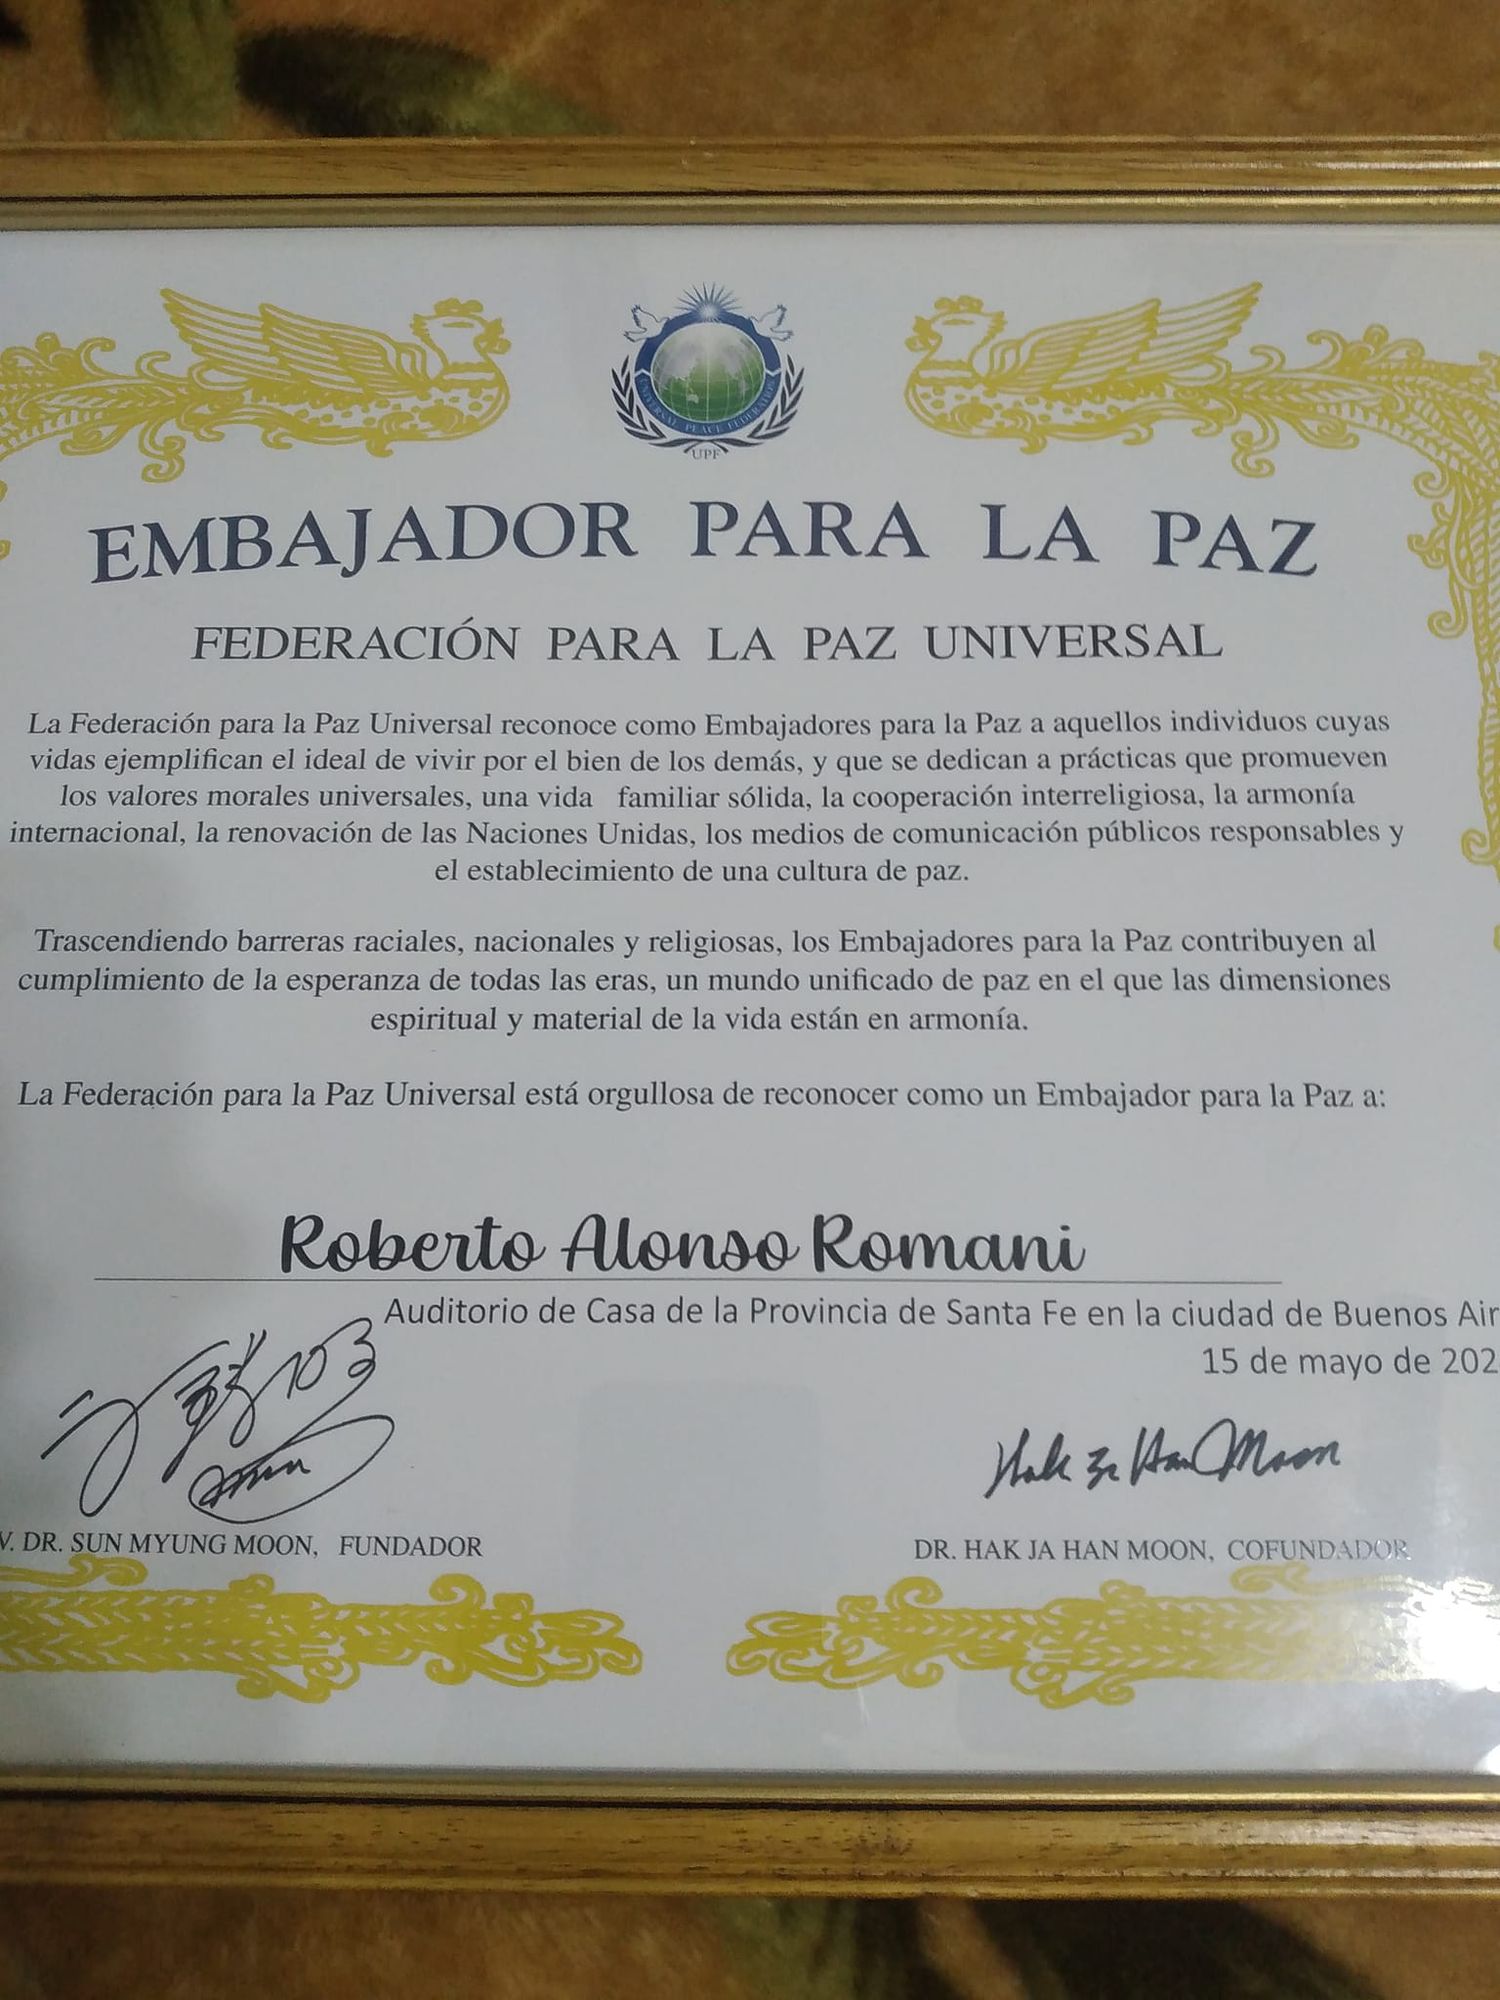 UNIVERSAL PEACE FEDERATION
UPF
EMBAJADOR PARA LA PAZ
FEDERACIÓN PARA LA PAZ UNIVERSAL
La Federación para la Paz Universal reconoce como Embajadores para la Paz a aquellos individuos cuyas
vidas ejemplifican el ideal de vivir por el bien de los demás, y que se dedican a prácticas que promueven
los valores morales universales, una vida familiar sólida, la cooperación interreligiosa, la armonía
internacional, la renovación de las Naciones Unidas, los medios de comunicación públicos responsables y
el establecimiento de una cultura de paz.
Trascendiendo barreras raciales, nacionales y religiosas, los Embajadores para la Paz contribuyen al
cumplimiento de la esperanza de todas las eras, un mundo unificado de paz en el que las dimensiones
espiritual y material de la vida están en armonía.
La Federación para la Paz Universal está orgullosa de reconocer como un Embajador para la Paz a:
Roberto Alonso Romani
Auditorio de Casa de la Provincia de Santa Fe en la ciudad de Buenos Air
15 de mayo de 202
Hak Ja Han Moon
V. DR. SUN MYUNG MOON, FUNDADOR
DR. HAK JA HAN MOON, COFUNDADOR